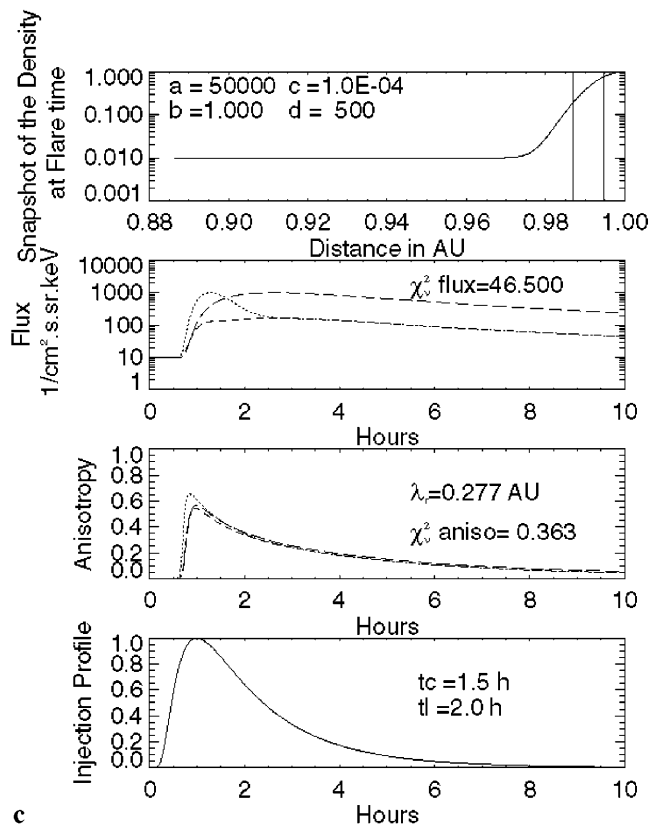 Snapshot of the Density
at Flare time
1.000
0.100
0.010
0.001
a = 50000 c =1.0E-04
b =1.000 d = 500
0.88 0.90 0.92 0.94 0.96 0.98 1.00
Distance in AU
Flux
1/cm².s.sr.keV
10000
1000
100
10
1
χ²ᵥ flux=46.500
0 2 4 6 8 10
Hours
Anisotropy
1.0
0.8
0.6
0.4
0.2
0.0
λᵣ=0.277 AU
χ²ᵥ aniso= 0.363
0 2 4 6 8 10
Hours
Injection Profile
1.0
0.8
0.6
0.4
0.2
0.0
tc =1.5 h
tl =2.0 h
0 2 4 6 8 10
Hours
c